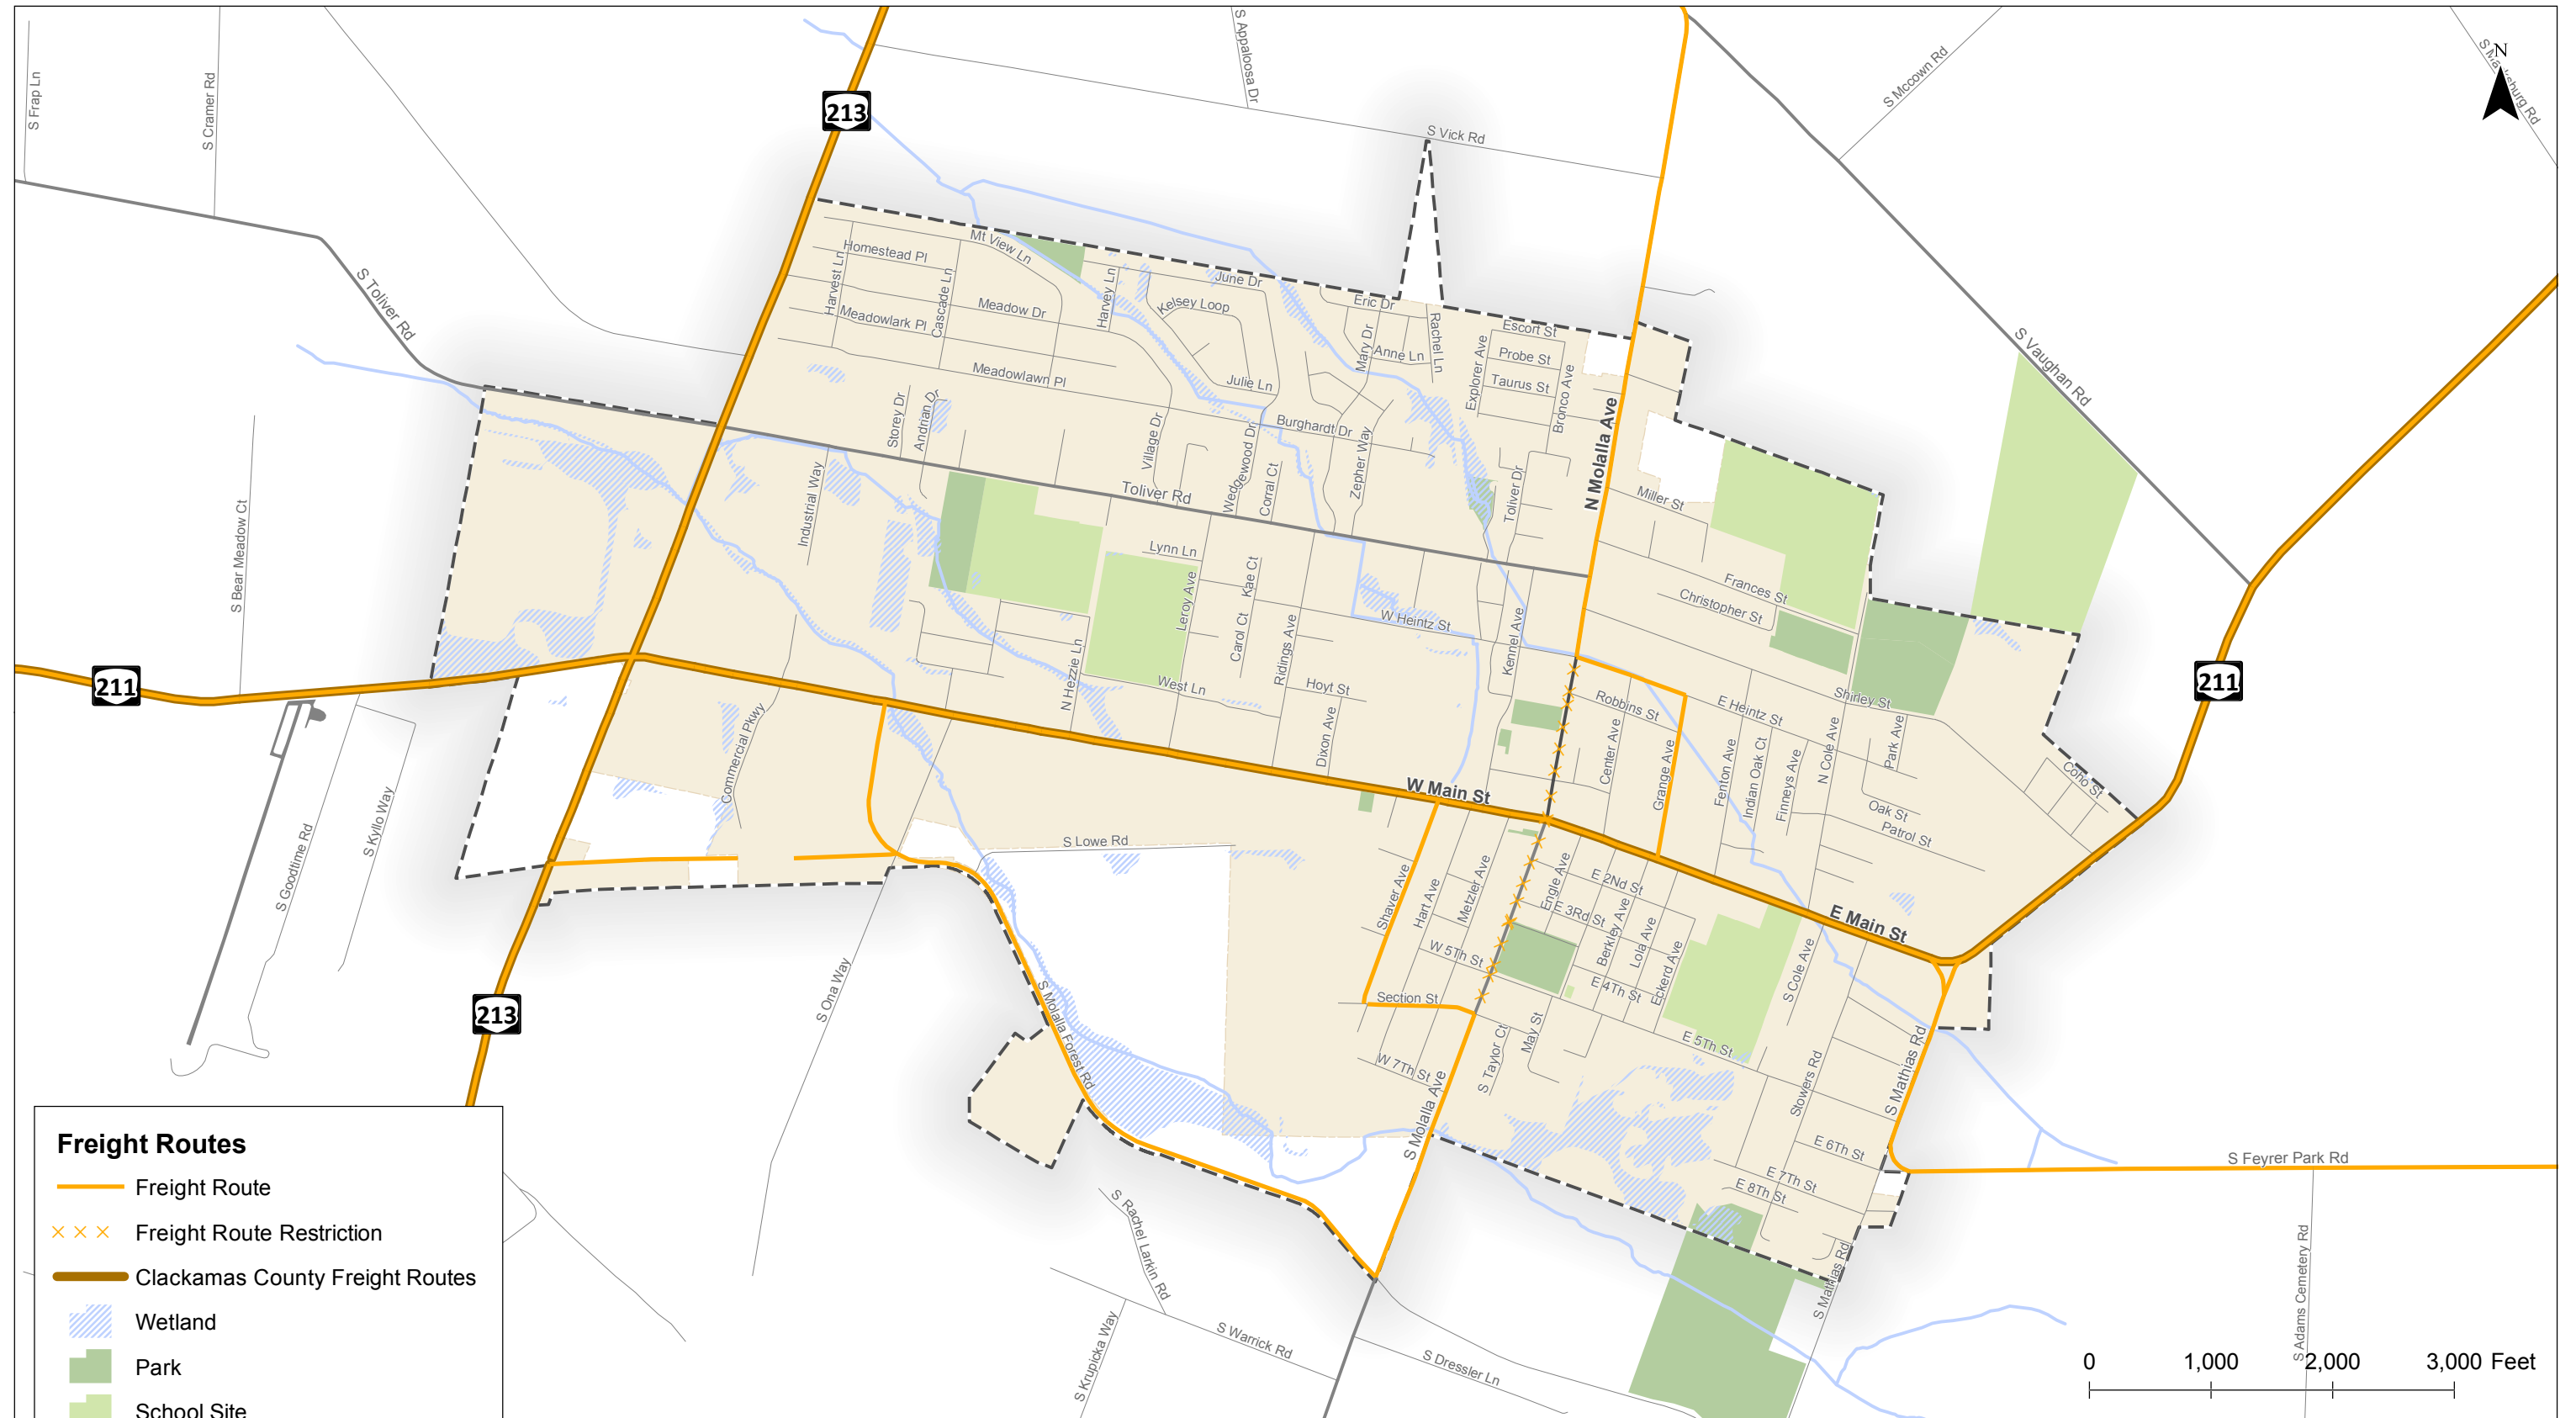 S Frap Ln
S Cramer Rd
213
S Appaloosa Dr
S Vick Rd
S Mccown Rd
N
S Toliver Rd
Homestead Pl
Mt View Ln
Harvest Ln
Cascade Ln
Meadow Dr
Meadowlark Pl
Harvey Ln
June Dr
Kelsey Loop
Eric Dr
Mary Dr
Rachel Ln
Anne Ln
Escort St
Probe St
Taurus St
Explorer Ave
Bronco Ave
S Vaughan Rd
Meadowlawn Pl
Julie Ln
Storey Dr
Andrian Dr
Village Dr
Wedgewood Dr
Burghardt Dr
Corral Ct
Zepher Way
N Molalla Ave
Toliver Dr
Miller St
Industrial Way
Toliver Rd
S Bear Meadow Ct
Lynn Ln
Leroy Ave
Kae Ct
Carol Ct
Ridings Ave
W Heintz St
Kennel Ave
Frances St
Christopher St
211
N Hezzie Ln
West Ln
Hoyt St
Dixon Ave
Robbins St
E Heintz St
Shirley St
211
Commercial Pkwy
Center Ave
Grange Ave
Fenton Ave
Indian Oak Ct
Finneys Ave
N Cole Ave
Park Ave
Coho St
W Main St
Oak St
Patrol St
S Goodtime Rd
S Kyllo Way
S Lowe Rd
Shaver Ave
Hart Ave
Metzler Ave
Engle Ave
E 2Nd St
E 3Rd St
Berkley Ave
Lola Ave
Eckerd Ave
E Main St
W 5Th St
E 4Th St
S Cole Ave
213
S Ona Way
S Molalla Forest Rd
Section St
W 7Th St
S Taylor Ct
May St
E 5Th St
Stowers Rd
S Mathias Rd
S Molalla Ave
E 6Th St
E 7Th St
E 8Th St
S Feyrer Park Rd
S Rachel Larkin Rd
S Krupicka Way
S Warrick Rd
S Dressler Ln
S Mathias Rd
S Adams Cemetery Rd
Freight Routes
Freight Route
Freight Route Restriction
Clackamas County Freight Routes
Wetland
Park
School Site
0 1,000 2,000 3,000 Feet